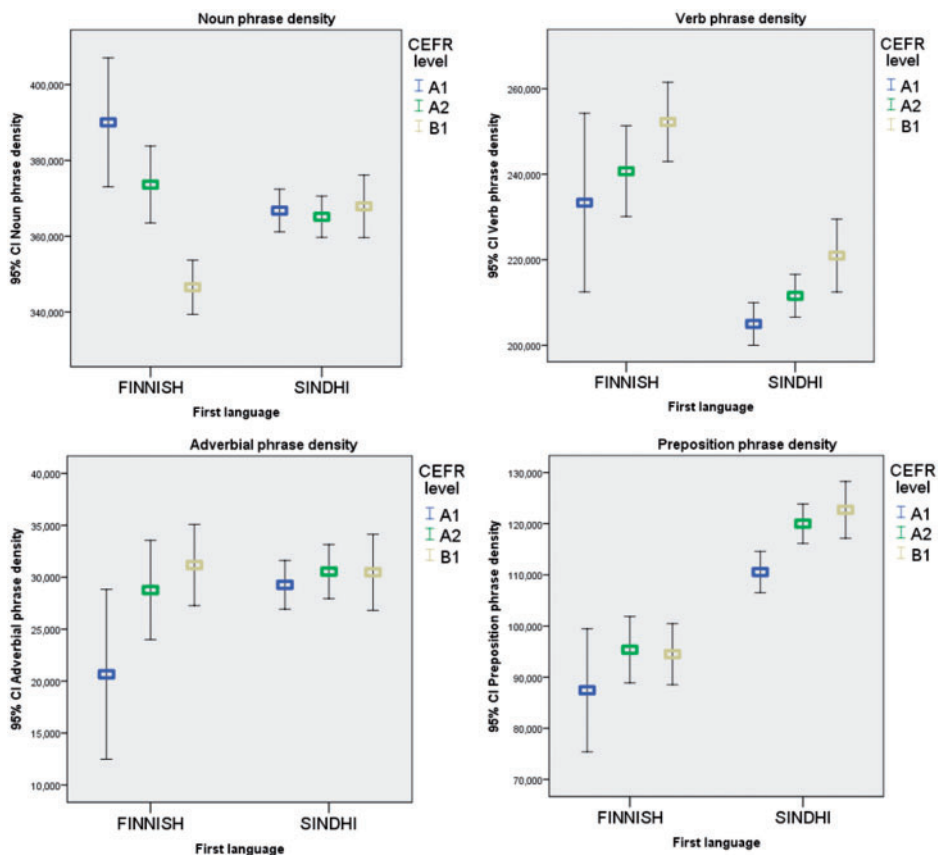 Noun phrase density
95% CI Noun phrase density
400,000
380,000
360,000
340,000
FINNISH
SINDHI
First language
CEFR
level
A1
A2
B1
Verb phrase density
95% CI Verb phrase density
260,000
240,000
220,000
200,000
FINNISH
SINDHI
First language
CEFR
level
A1
A2
B1
Adverbial phrase density
95% CI Adverbial phrase density
40,000
35,000
30,000
25,000
20,000
15,000
10,000
FINNISH
SINDHI
First language
CEFR
level
A1
A2
B1
Preposition phrase density
95% CI Preposition phrase density
130,000
120,000
110,000
100,000
90,000
80,000
70,000
FINNISH
SINDHI
First language
CEFR
level
A1
A2
B1